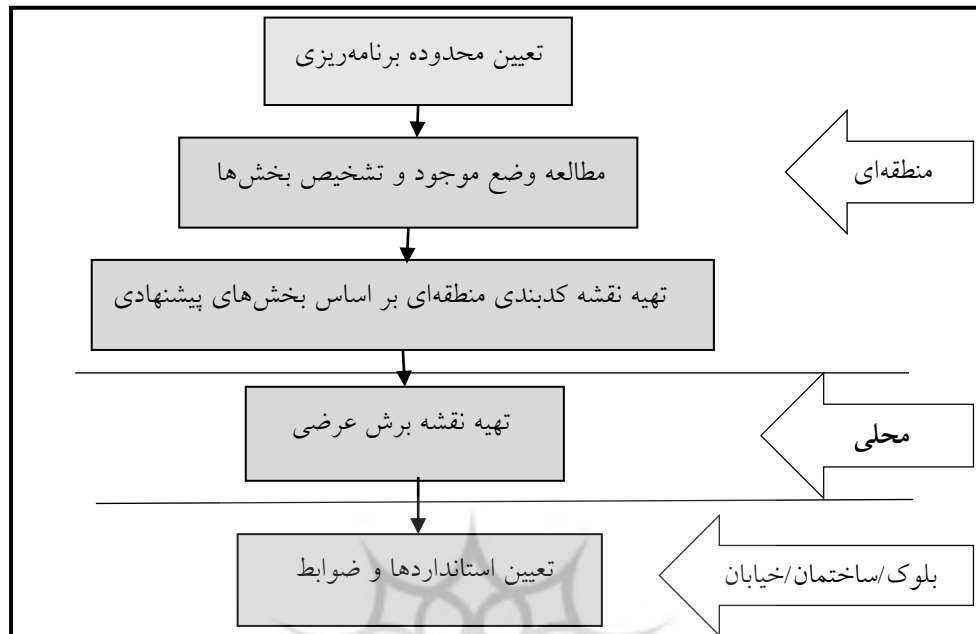 تعیین محدوده برنامه‌ریزی
مطالعه وضع موجود و تشخیص بخش‌ها
منطقه‌ای
تهیه نقشه کدبندی منطقه‌ای بر اساس بخش‌های پیشنهادی
تهیه نقشه برش عرضی
محلی
تعیین استانداردها و ضوابط
بلوک/ساختمان/خیابان